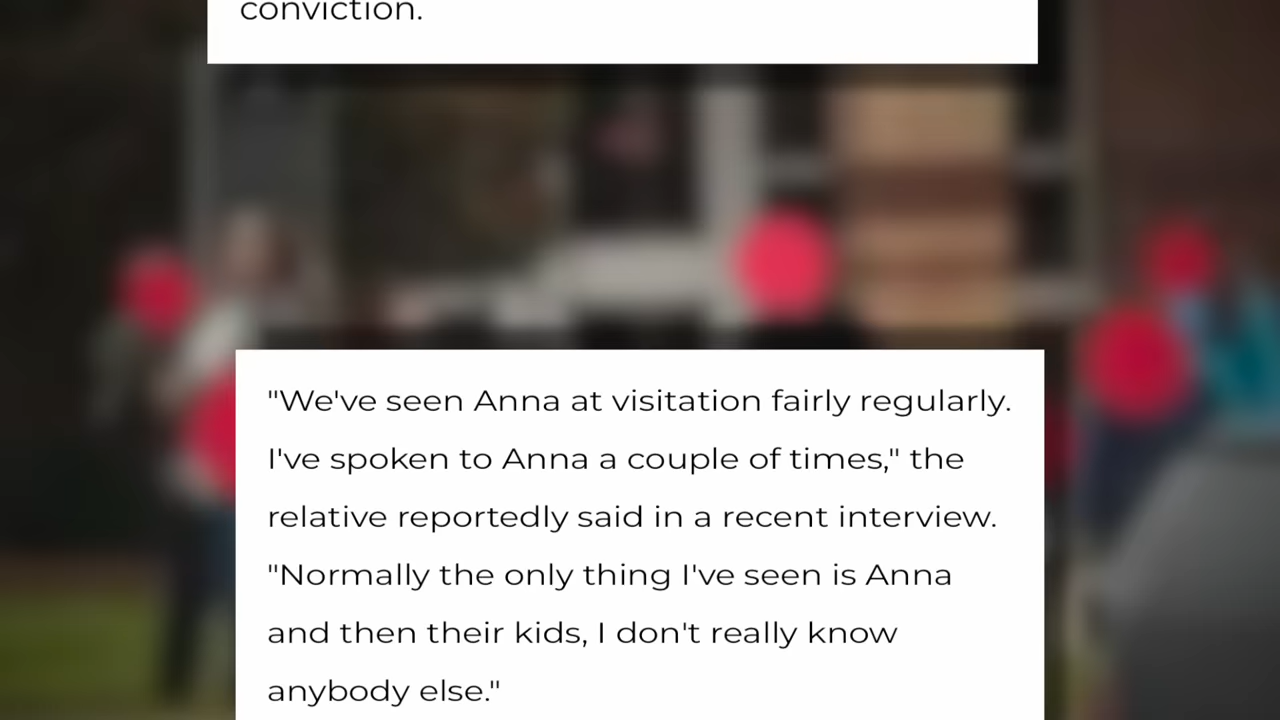 conviction.
"We've seen Anna at visitation fairly regularly.
I've spoken to Anna a couple of times," the
relative reportedly said in a recent interview.
"Normally the only thing I've seen is Anna
and then their kids, I don't really know
anybody else."